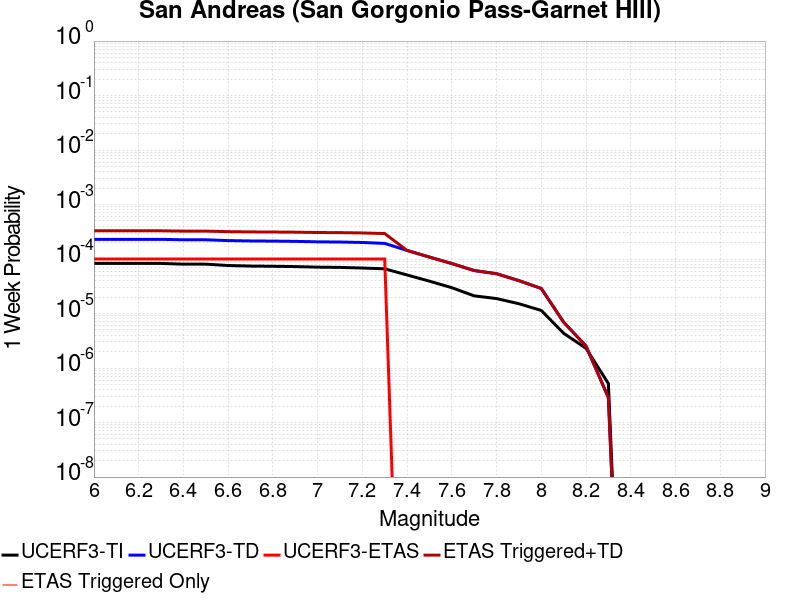 San Andreas (San Gorgonio Pass-Garnet HIll)
10^0
10^-1
10^-2
10^-3
10^-4
10^-5
10^-6
10^-7
10^-8
1 Week Probability
6 6.2 6.4 6.6 6.8 7 7.2 7.4 7.6 7.8 8 8.2 8.4 8.6 8.8 9
Magnitude
UCERF3-TI UCERF3-TD UCERF3-ETAS ETAS Triggered+TD
ETAS Triggered Only